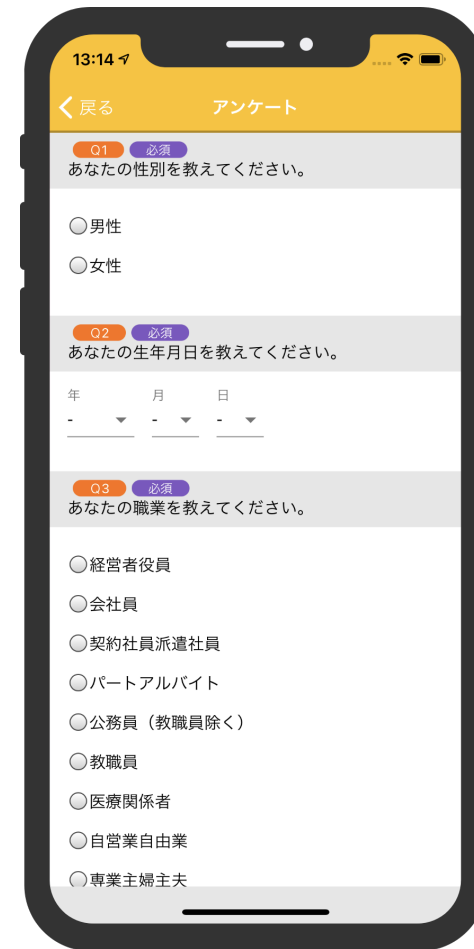 13:14
戻る
アンケート
Q1 必須
あなたの性別を教えてください。
男性
女性
Q2 必須
あなたの生年月日を教えてください。
年 月 日
- - -
Q3 必須
あなたの職業を教えてください。
経営者役員
会社員
契約社員派遣社員
パートアルバイト
公務員（教職員除く）
教職員
医療関係者
自営業自由業
専業主婦主夫